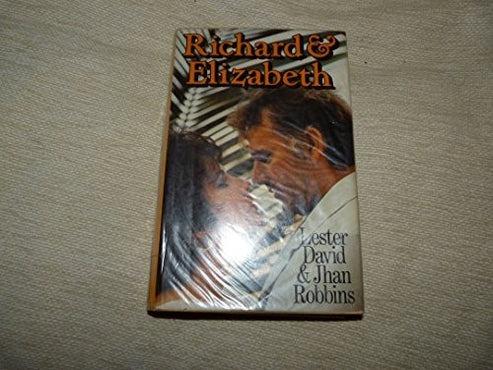 Richard &
Elizabeth
Lester
David
& Jhan
Robbins